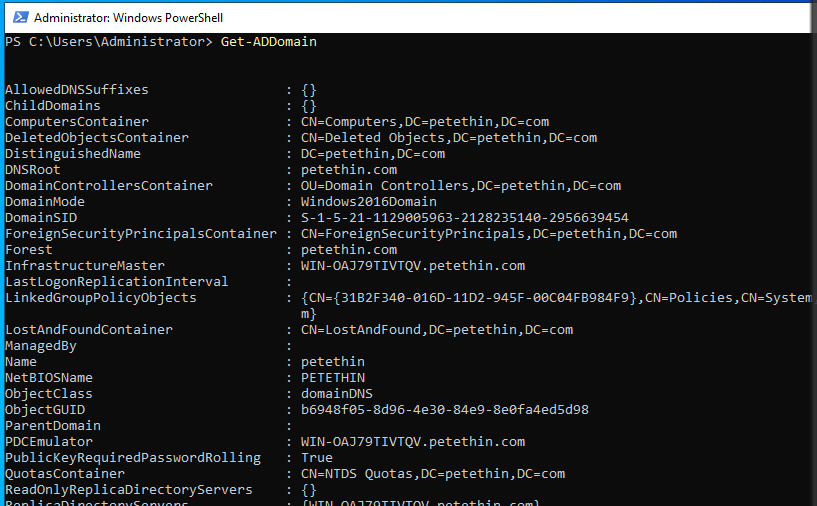 Administrator: Windows PowerShell
PS C:\Users\Administrator> Get-ADDomain
AllowedDNSSuffixes : {}
ChildDomains : {}
ComputersContainer : CN=Computers,DC=petethin,DC=com
DeletedObjectsContainer : CN=Deleted Objects,DC=petethin,DC=com
DistinguishedName : DC=petethin,DC=com
DNSRoot : petethin.com
DomainControllersContainer : OU=Domain Controllers,DC=petethin,DC=com
DomainMode : Windows2016Domain
DomainSID : S-1-5-21-1129005963-2128235140-2956639454
ForeignSecurityPrincipalsContainer : CN=ForeignSecurityPrincipals,DC=petethin,DC=com
Forest : petethin.com
InfrastructureMaster : WIN-OAJ79TIVTQV.petethin.com
LastLogonReplicationInterval :
LinkedGroupPolicyObjects : {CN={31B2F340-016D-11D2-945F-00C04FB984F9},CN=Policies,CN=System
m}
LostAndFoundContainer : CN=LostAndFound,DC=petethin,DC=com
ManagedBy :
Name : petethin
NetBIOSName : PETETHIN
ObjectClass : domainDNS
ObjectGUID : b6948f05-8d96-4e30-84e9-8e0fa4ed5d98
ParentDomain :
PDCEmulator : WIN-OAJ79TIVTQV.petethin.com
PublicKeyRequiredPasswordRolling : True
QuotasContainer : CN=NTDS Quotas,DC=petethin,DC=com
ReadOnlyReplicaDirectoryServers : {}
ReplicaDirectoryServers : {WIN-OAJ79TIVTQV.petethin.com}